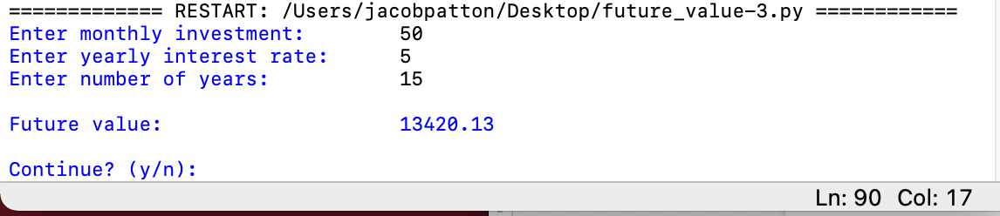 ============= RESTART: /Users/jacobpatton/Desktop/future_value-3.py ============
Enter monthly investment: 50
Enter yearly interest rate: 5
Enter number of years: 15
Future value: 13420.13
Continue? (y/n):
Ln: 90 Col: 17